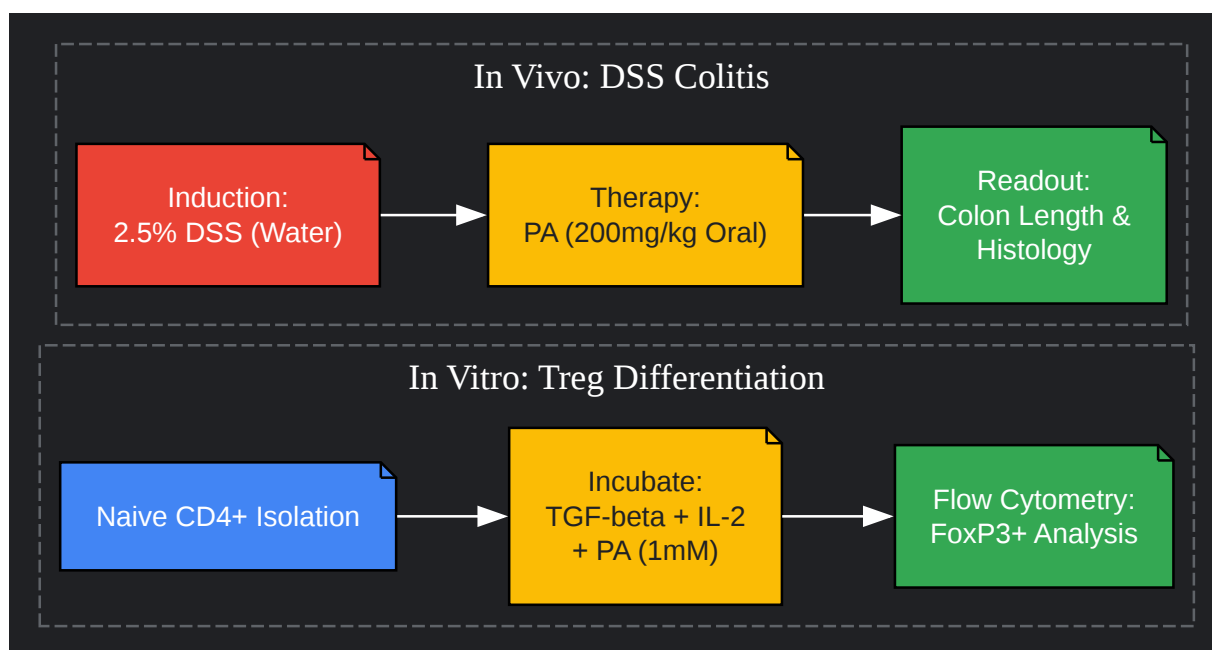 In Vivo: DSS Colitis
Induction:
2.5% DSS (Water)
Therapy:
PA (200mg/kg Oral)
Readout:
Colon Length &
Histology
In Vitro: Treg Differentiation
Naive CD4+ Isolation
Incubate:
TGF-beta + IL-2
+ PA (1mM)
Flow Cytometry:
FoxP3+ Analysis